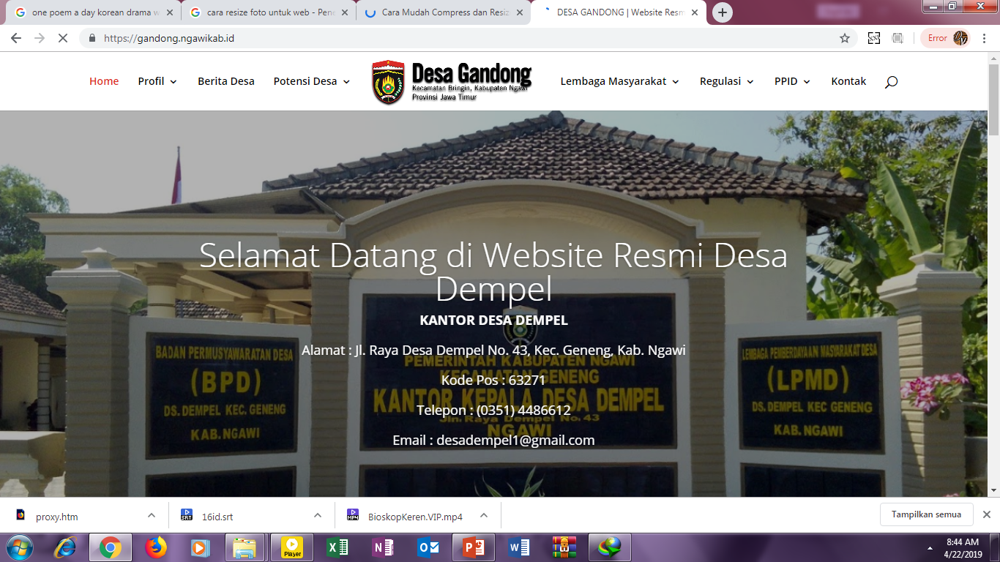 one poem a day korean drama w
cara resize foto untuk web - Pene
Cara Mudah Compress dan Resiz
DESA GANDONG | Website Resm
https://gandong.ngawikab.id
Error
Home
Profil
Berita Desa
Potensi Desa
Desa Gandong
Kecamatan Bringin, Kabupaten Ngawi
Provinsi Jawa Timur
Lembaga Masyarakat
Regulasi
PPID
Kontak
Selamat Datang di Website Resmi Desa
Dempel
KANTOR DESA DEMPEL
Alamat : Jl. Raya Desa Dempel No. 43, Kec. Geneng, Kab. Ngawi
Kode Pos : 63271
Telepon : (0351) 4486612
Email : desadempel1@gmail.com
BADAN PERMUSYAWARATAN DESA
(BPD)
DS. DEMPEL KEC. GENENG
KAB. NGAWI
PEMERINTAH KABUPATEN NGAWI
KECAMATAN GENENG
KANTOR KEPALA DESA DEMPEL
Jln. Raya Dempel No. 43
NGAWI
LEMBAGA PEMBERDAYAAN MASYARAKAT DESA
(LPMD)
DS. DEMPEL KEC GENENG
KAB. NGAWI
proxy.htm
SRT
16id.srt
MP4
BioskopKeren.VIP.mp4
Tampilkan semua
Player
8:44 AM
4/22/2019